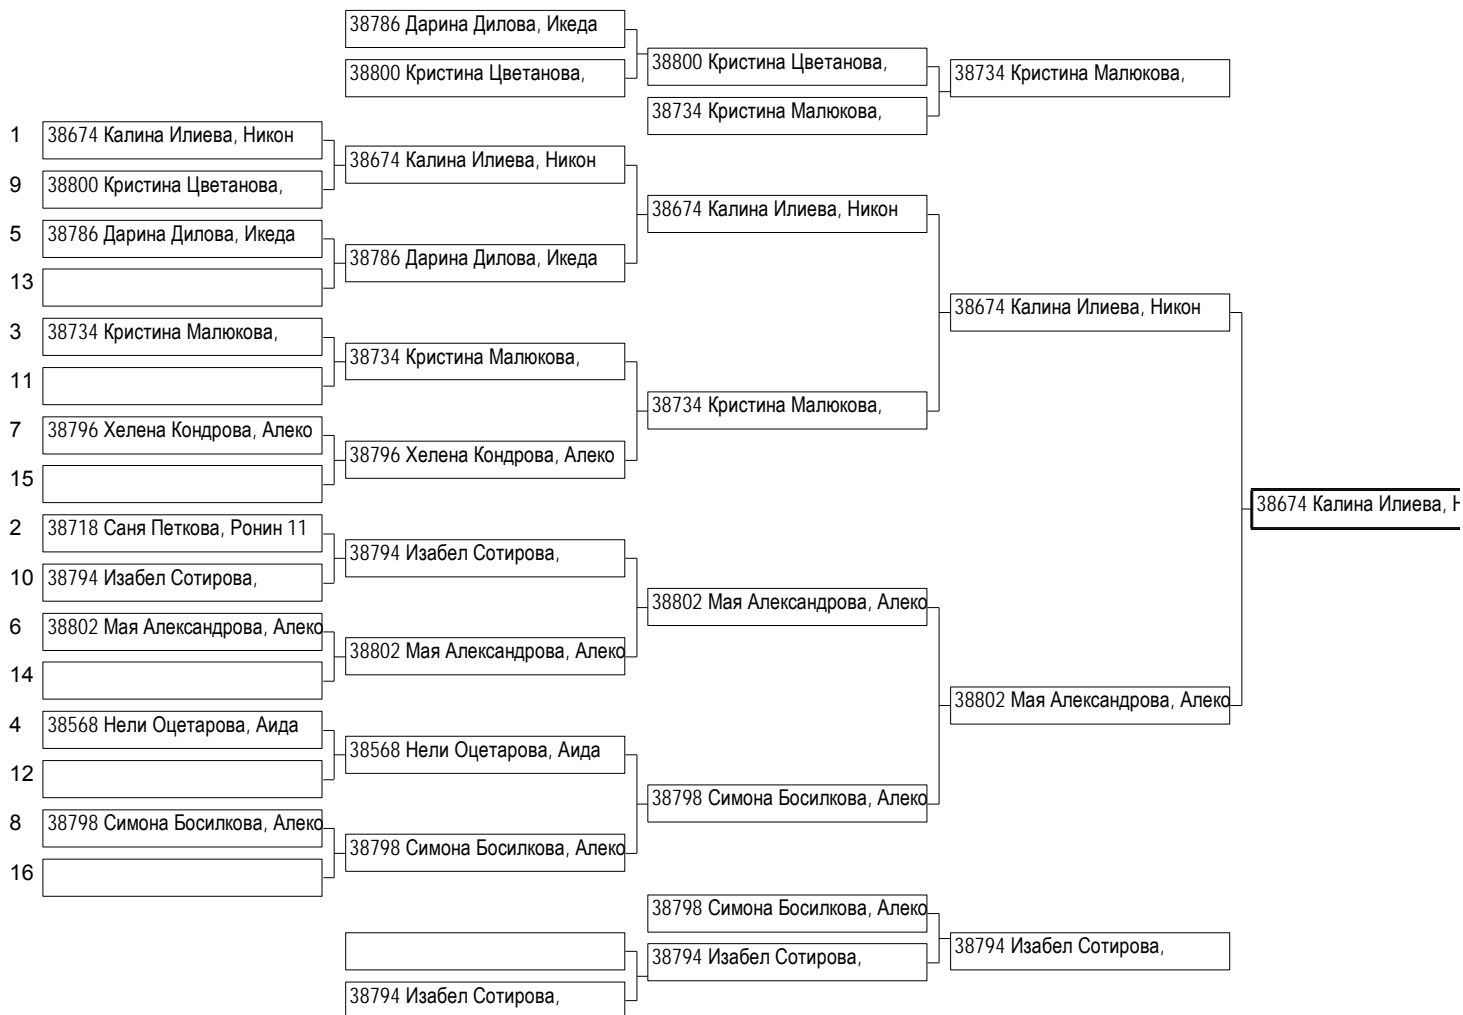 38786 Дарина Дилова, Икеда
38800 Кристина Цветанова,
38800 Кристина Цветанова,
38734 Кристина Малюкова,
38734 Кристина Малюкова,
1 38674 Калина Илиева, Никон
9 38800 Кристина Цветанова,
5 38786 Дарина Дилова, Икеда
13
3 38734 Кристина Малюкова,
11
7 38796 Хелена Кондрова, Алеко
15
2 38718 Саня Петкова, Ронин 11
10 38794 Изабел Сотирова,
6 38802 Мая Александрова, Алеко
14
4 38568 Нели Оцетарова, Аида
12
8 38798 Симона Босилкова, Алеко
16
38674 Калина Илиева, Никон
38786 Дарина Дилова, Икеда
38734 Кристина Малюкова,
38796 Хелена Кондрова, Алеко
38794 Изабел Сотирова,
38802 Мая Александрова, Алеко
38568 Нели Оцетарова, Аида
38798 Симона Босилкова, Алеко
38674 Калина Илиева, Никон
38734 Кристина Малюкова,
38802 Мая Александрова, Алеко
38798 Симона Босилкова, Алеко
38674 Калина Илиева, Никон
38802 Мая Александрова, Алеко
38674 Калина Илиева,
38798 Симона Босилкова, Алеко
38794 Изабел Сотирова,
38794 Изабел Сотирова,
38794 Изабел Сотирова,